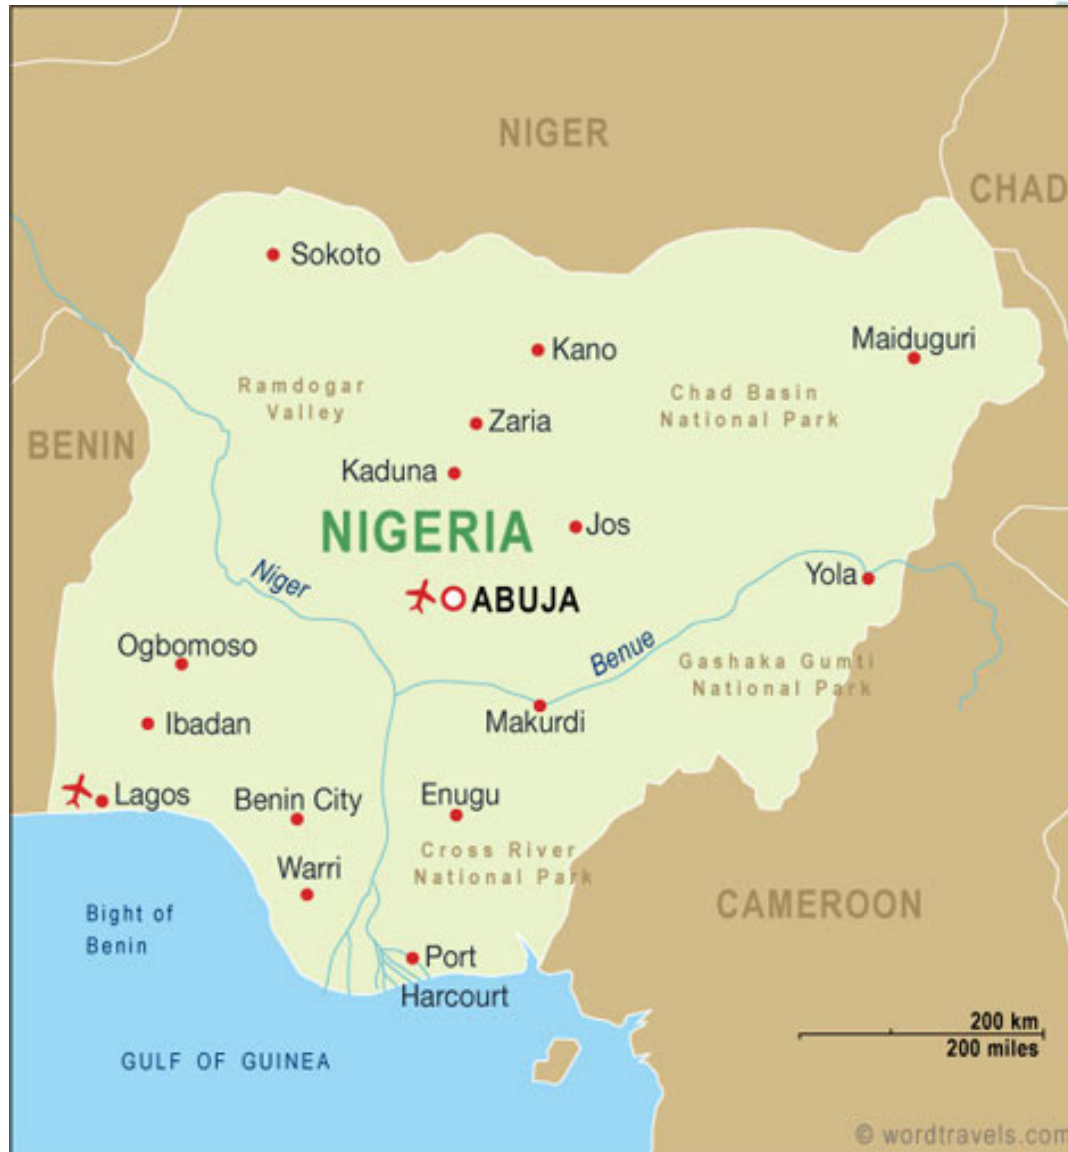 NIGER
CHAD
Sokoto
Kano
Maiduguri
Ramdogar
Valley
Chad Basin
National Park
Zaria
BENIN
Kaduna
NIGERIA
Jos
Niger
Yola
ABUJA
Ogbomoso
Benue
Gashaka Gumti
National Park
Ibadan
Makurdi
Lagos
Benin City
Enugu
Cross River
National Park
Warri
CAMEROON
Bight of
Benin
Port
Harcourt
200 km
200 miles
GULF OF GUINEA
© wordtravels.com